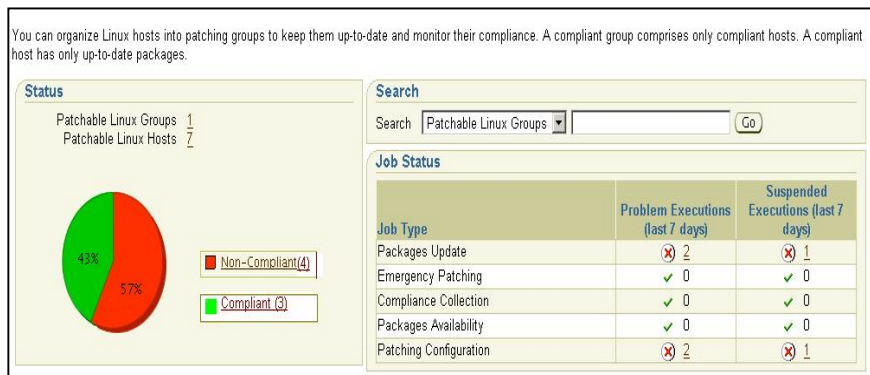 You can organize Linux hosts into patching groups to keep them up-to-date and monitor their compliance. A compliant group comprises only compliant hosts. A compliant
host has only up-to-date packages.
Status
Patchable Linux Groups 1
Patchable Linux Hosts 7
43%
57%
Non-Compliant(4)
Compliant (3)
Search
Search Patchable Linux Groups Go
Job Status
Job Type Problem Executions (last 7 days) Suspended Executions (last 7 days)
Packages Update 2 1
Emergency Patching 0 0
Compliance Collection 0 0
Packages Availability 0 0
Patching Configuration 2 1